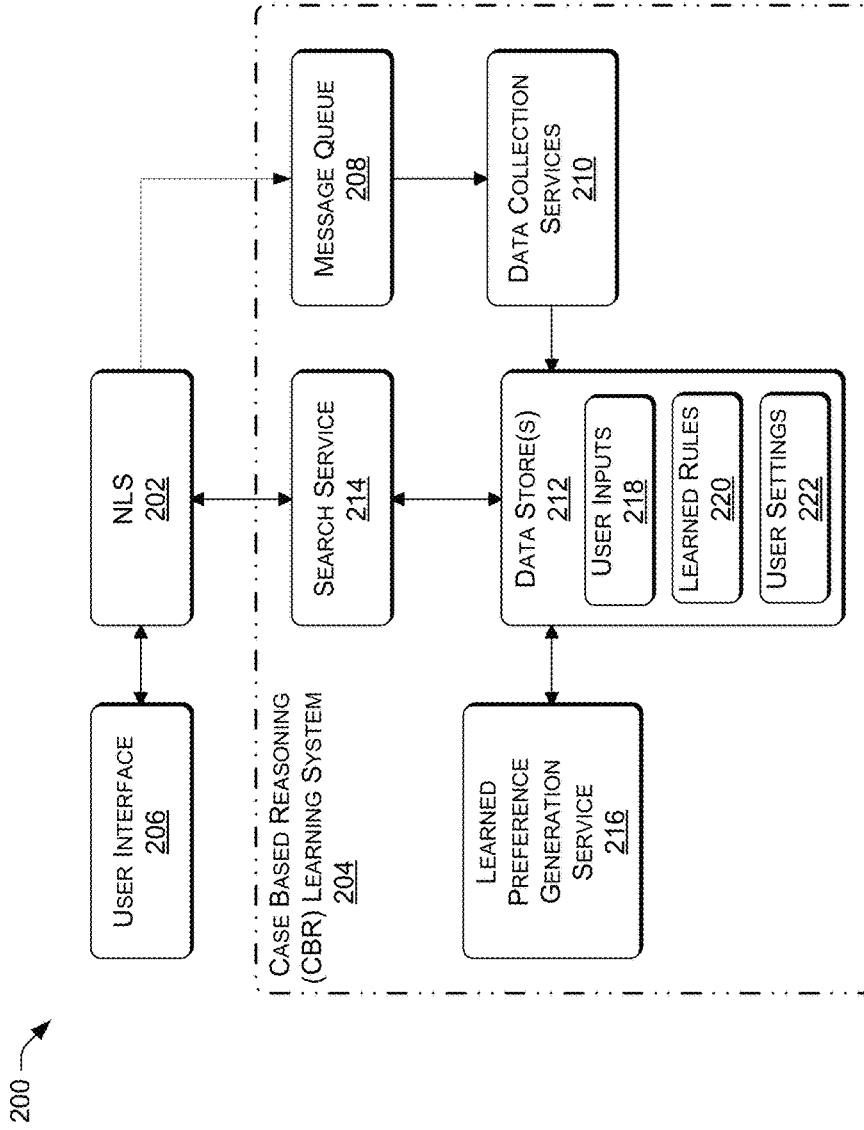 200
USER INTERFACE
206
NLS
202
CASE BASED REASONING
(CBR) LEARNING SYSTEM
204
SEARCH SERVICE
214
MESSAGE QUEUE
208
LEARNED
PREFERENCE
GENERATION
SERVICE
216
DATA STORE(S)
212
USER INPUTS
218
LEARNED RULES
220
USER SETTINGS
222
DATA COLLECTION
SERVICES
210